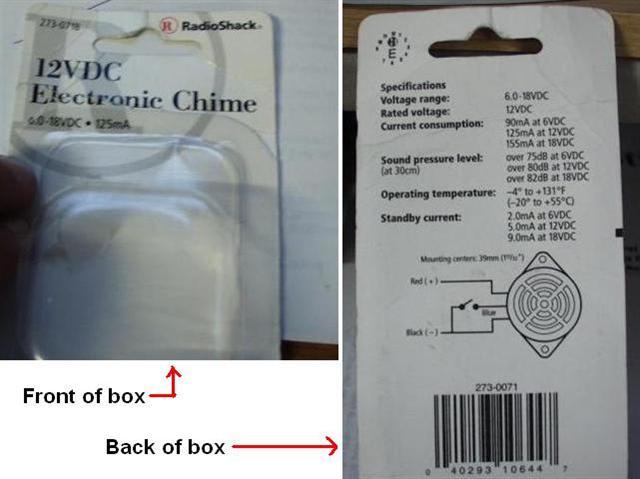 RadioShack
12VDC
Electronic Chime
6.0-18VDC • 125mA
Front of box
Back of box
E
Specifications
Voltage range: 6.0-18VDC
Rated voltage: 12VDC
Current consumption: 90mA at 6VDC
125mA at 12VDC
155mA at 18VDC
Sound pressure level: over 75dB at 6VDC
(at 30cm) over 80dB at 12VDC
over 82dB at 18VDC
Operating temperature: –4° to +131°F
(–20° to +55°C)
Standby current: 2.0mA at 6VDC
5.0mA at 12VDC
9.0mA at 18VDC
Mounting centers: 39mm
Red (+)
Blue
Black (–)
273-0071
0 40293 10644 7